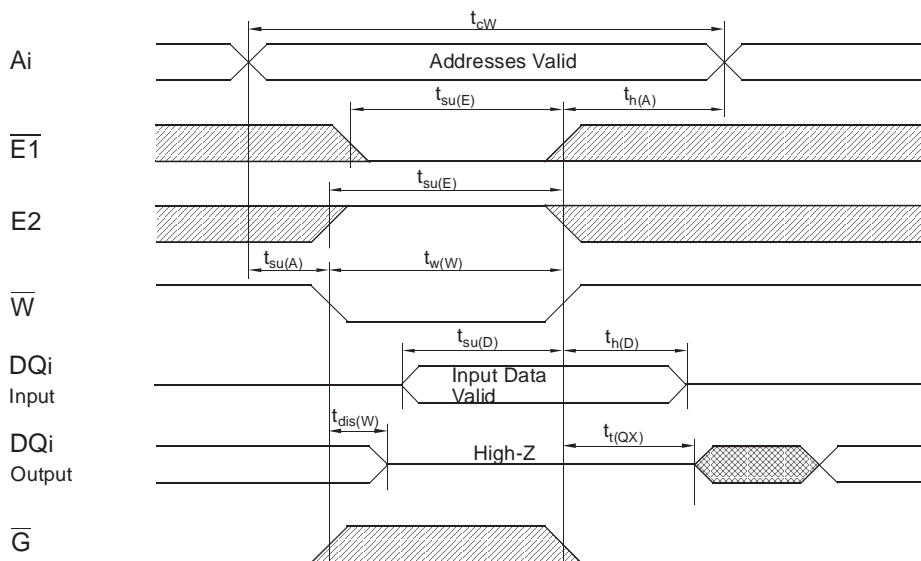 t_cW
Ai
Addresses Valid
t_su(E)
t_h(A)
E1
t_su(E)
E2
t_su(A)
t_w(W)
W
t_su(D)
t_h(D)
DQi
Input
Input Data
Valid
t_dis(W)
DQi
Output
High-Z
t_t(QX)
G